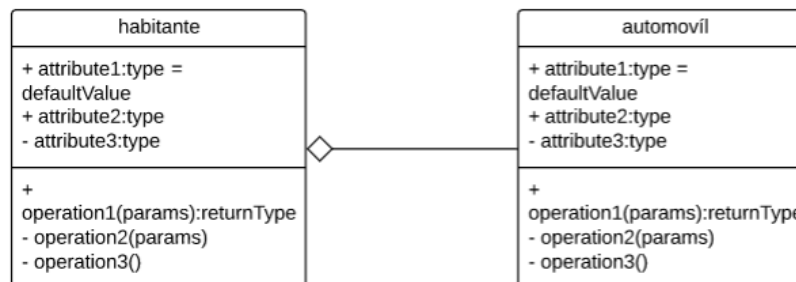 habitante
+ attribute1:type =
defaultValue
+ attribute2:type
- attribute3:type
+
operation1(params):returnType
- operation2(params)
- operation3()
automovíl
+ attribute1:type =
defaultValue
+ attribute2:type
- attribute3:type
+
operation1(params):returnType
- operation2(params)
- operation3()